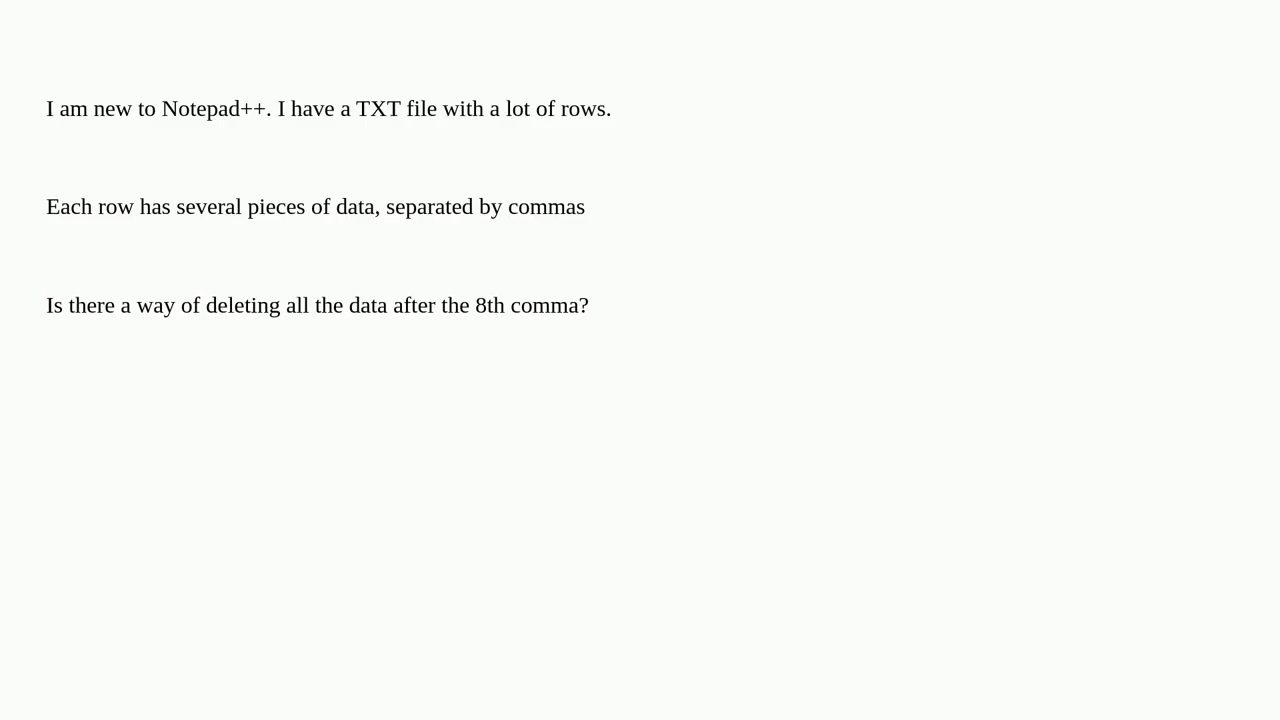 I am new to Notepad++. I have a TXT file with a lot of rows.
Each row has several pieces of data, separated by commas
Is there a way of deleting all the data after the 8th comma?